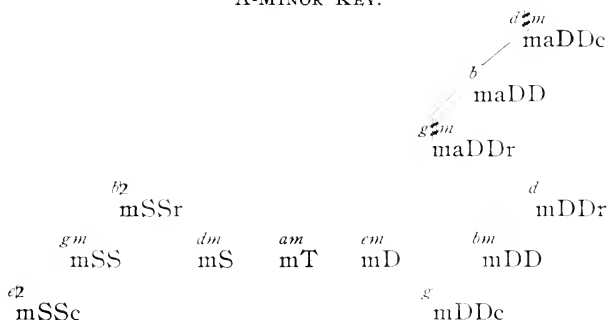 A-MINOR KEY.
d♯m
maDDc
b
maDD
g♯m
maDDr
b♭ d
mSSr mDDr
gm dm am em bm
mSS mS mT mD mDD
e♭ g
mSSc mDDc